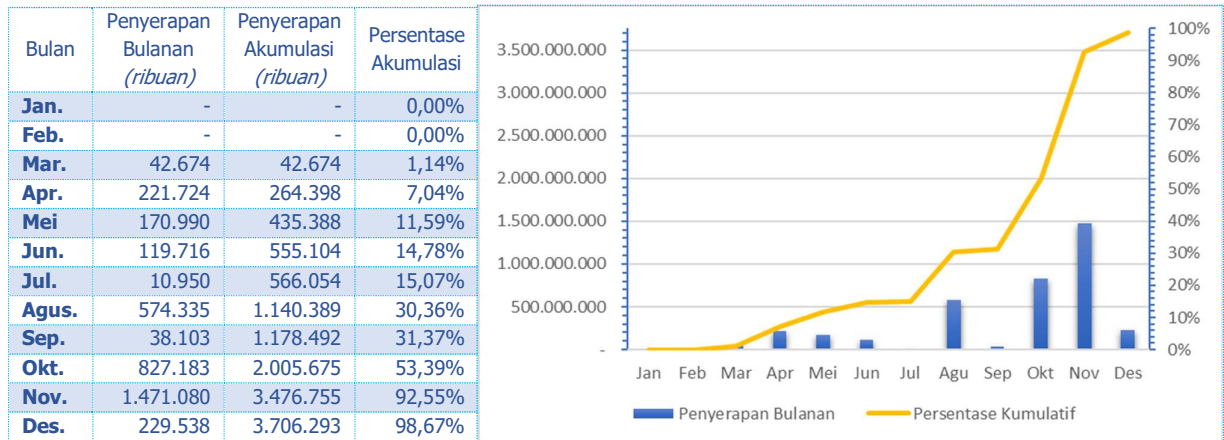 Bulan Penyerapan Bulanan (ribuan) Penyerapan Akumulasi (ribuan) Persentase Akumulasi
Jan. - - 0,00%
Feb. - - 0,00%
Mar. 42.674 42.674 1,14%
Apr. 221.724 264.398 7,04%
Mei 170.990 435.388 11,59%
Jun. 119.716 555.104 14,78%
Jul. 10.950 566.054 15,07%
Agus. 574.335 1.140.389 30,36%
Sep. 38.103 1.178.492 31,37%
Okt. 827.183 2.005.675 53,39%
Nov. 1.471.080 3.476.755 92,55%
Des. 229.538 3.706.293 98,67%
3.500.000.000
3.000.000.000
2.500.000.000
2.000.000.000
1.500.000.000
1.000.000.000
500.000.000
-
100%
90%
80%
70%
60%
50%
40%
30%
20%
10%
0%
Jan Feb Mar Apr Mei Jun Jul Agu Sep Okt Nov Des
Penyerapan Bulanan Persentase Kumulatif